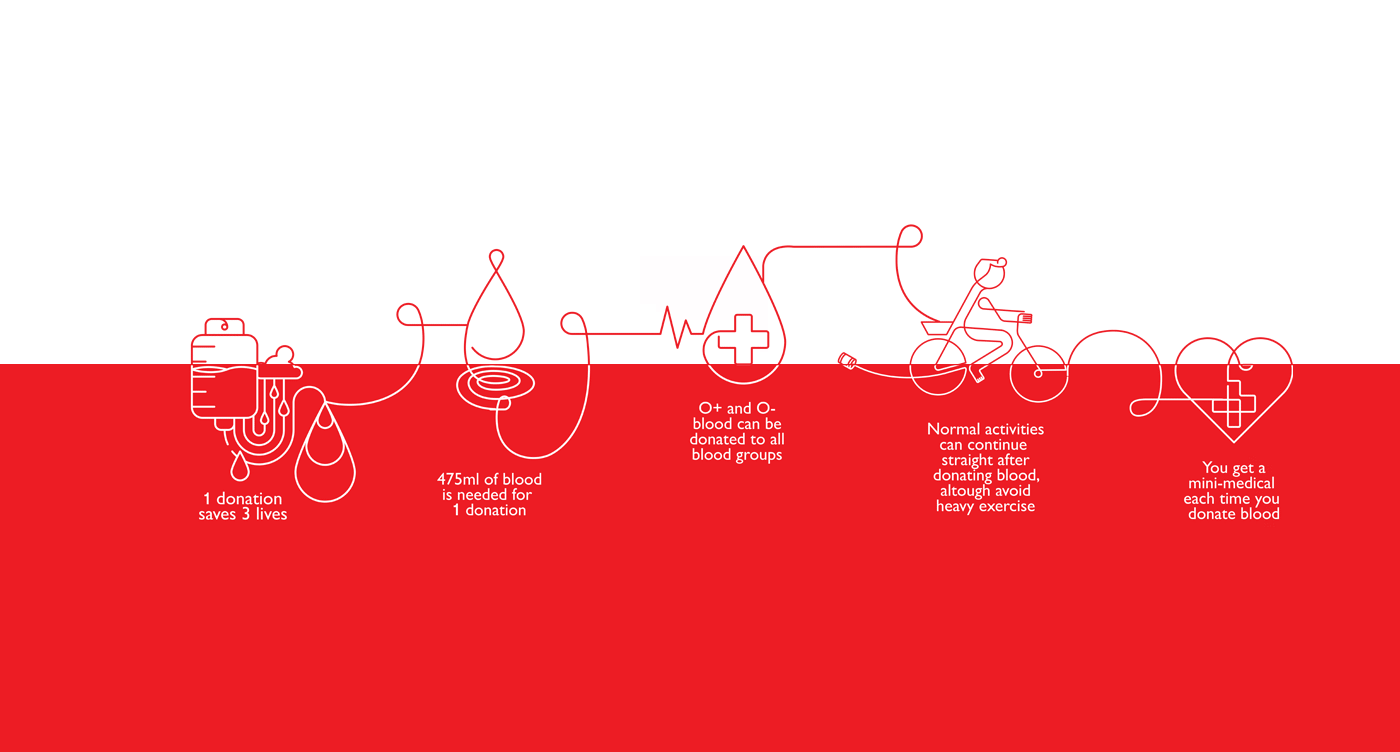 1 donation
saves 3 lives
475ml of blood
is needed for
1 donation
O+ and O-
blood can be
donated to all
blood groups
Normal activities
can continue
straight after
donating blood,
altough avoid
heavy exercise
You get a
mini-medical
each time you
donate blood